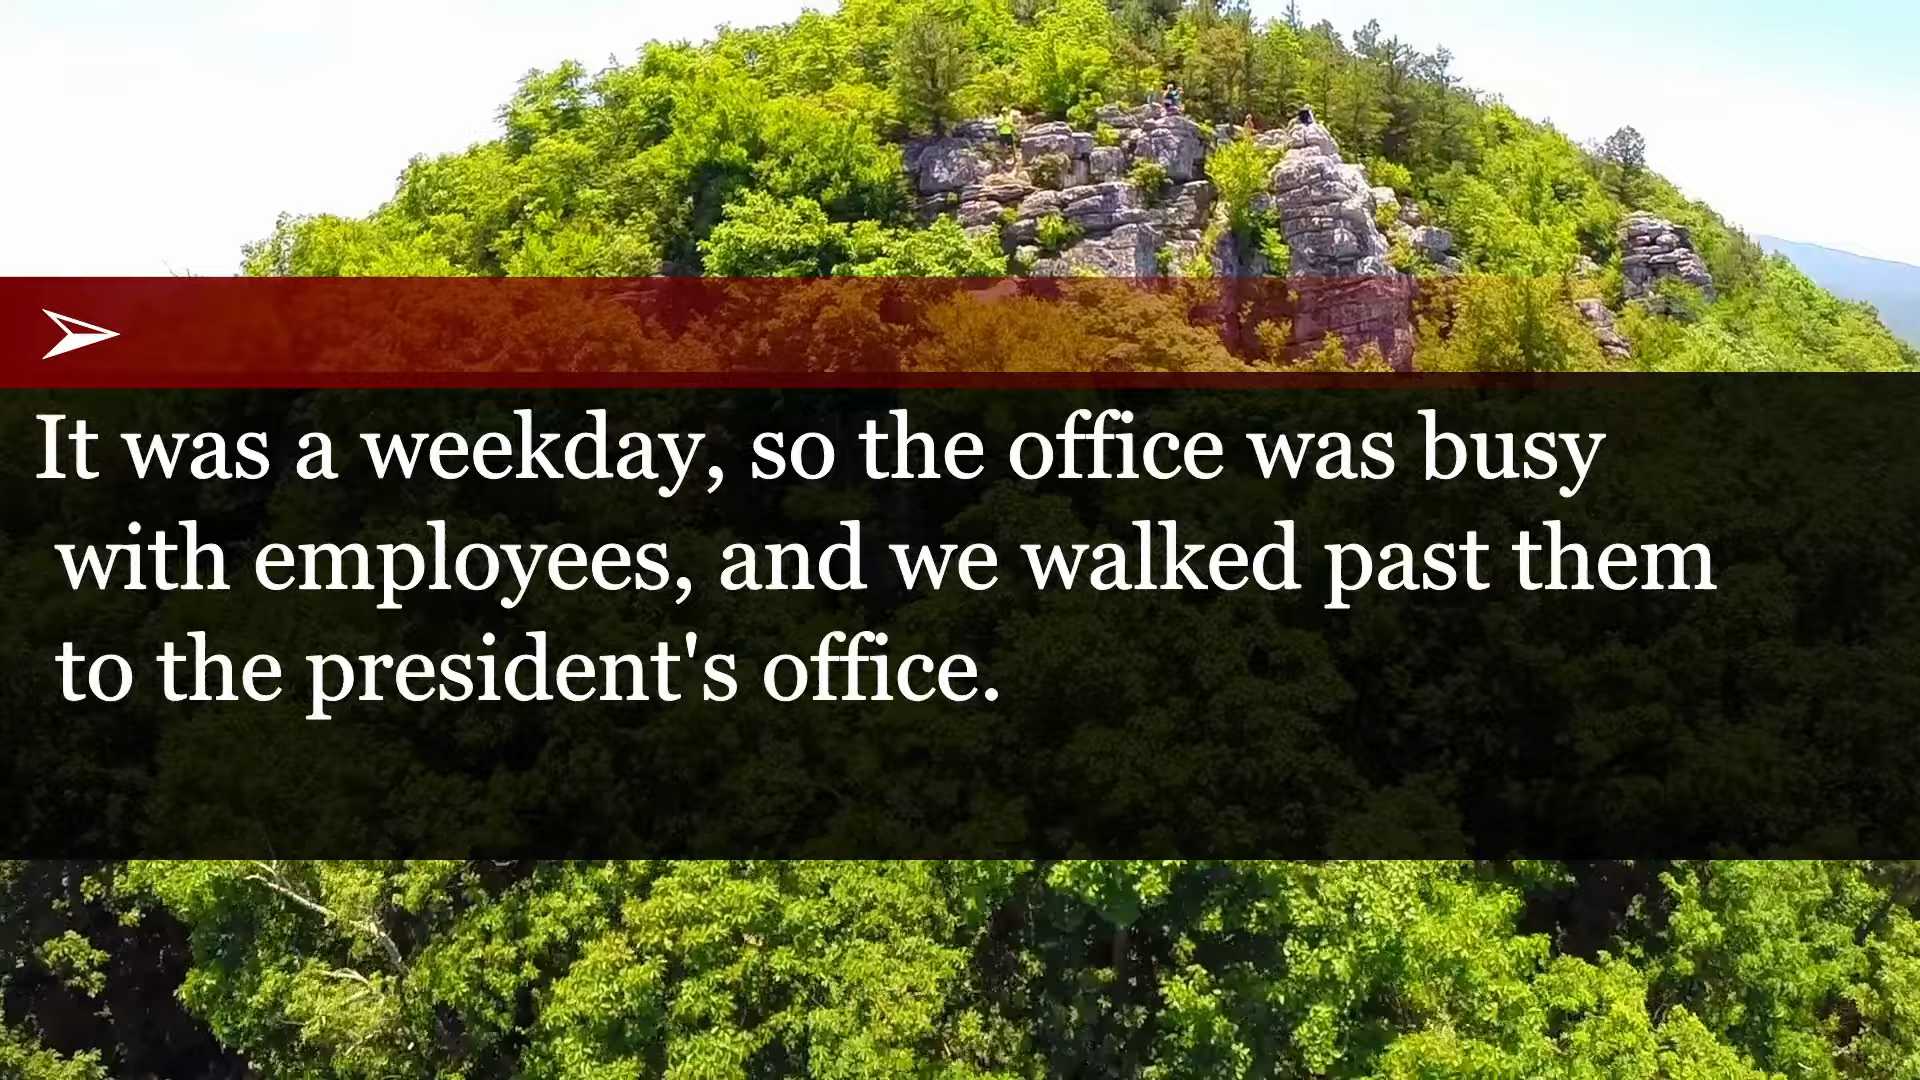 It was a weekday, so the office was busy
with employees, and we walked past them
to the president's office.